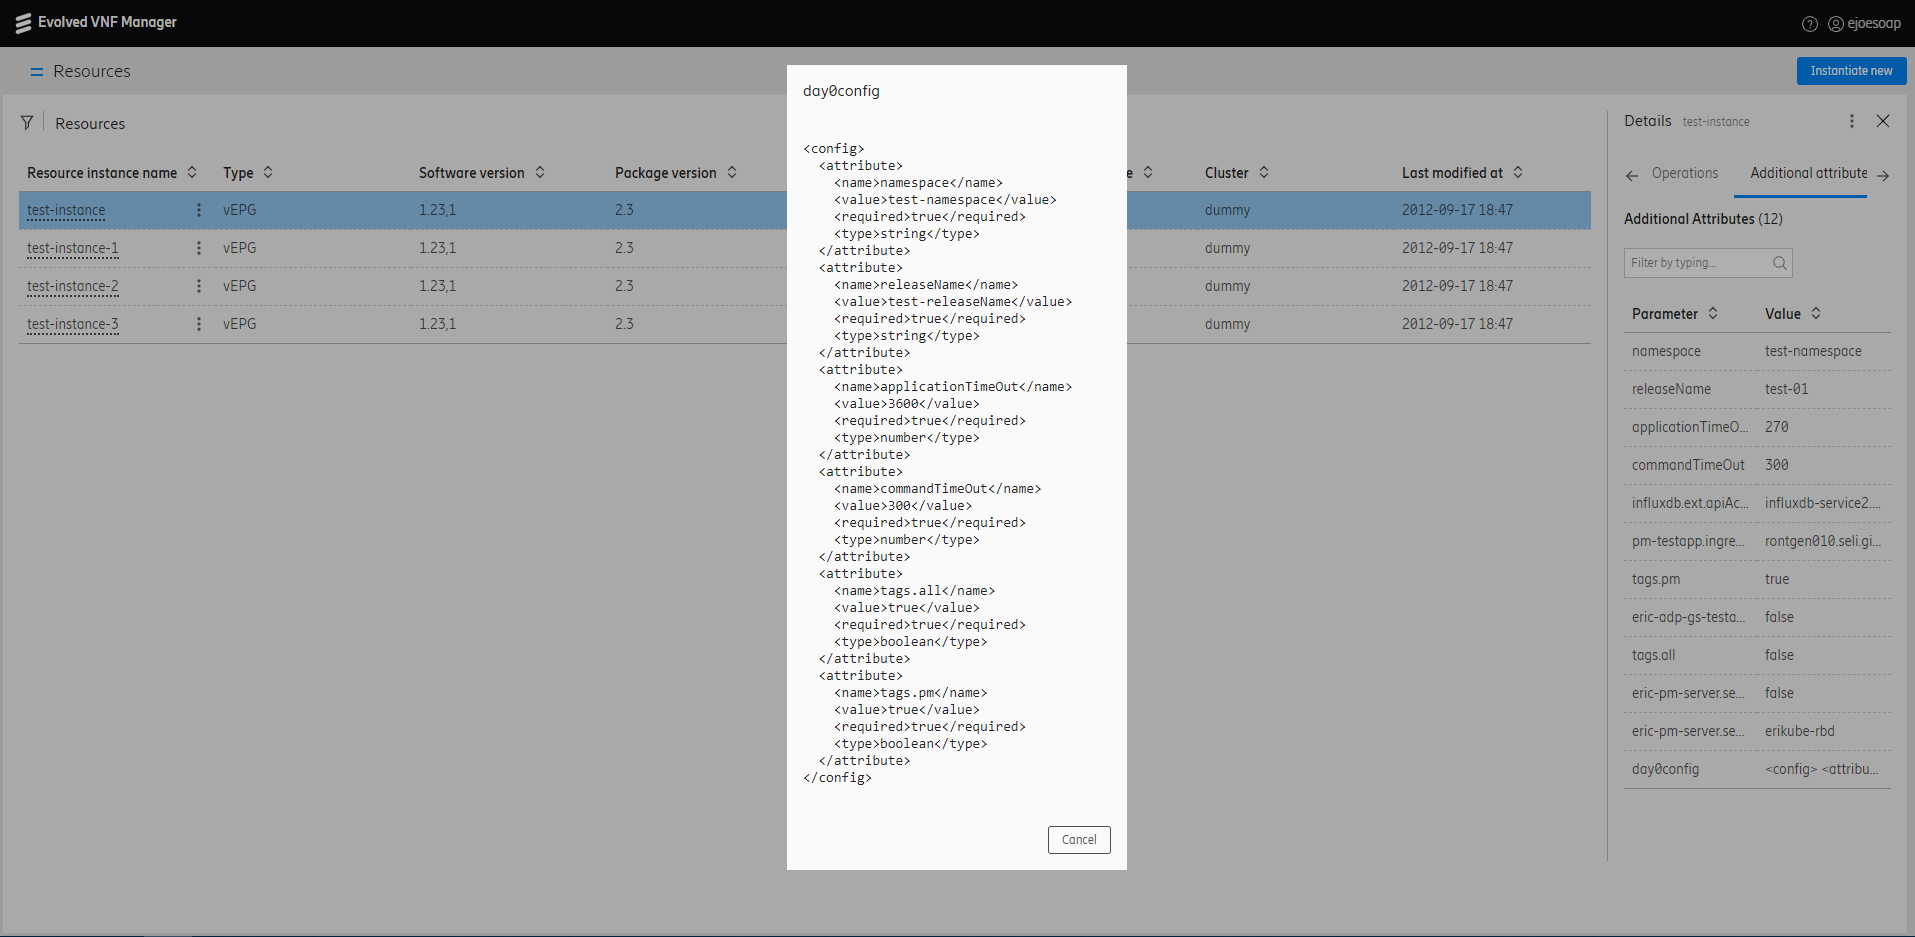 Evolved VNF Manager
ejoesoap
Resources
Instantiate new
Resources
Resource instance name Type Software version Package version e Cluster Last modified at
test-instance vEPG 1.23,1 2.3 dummy 2012-09-17 18:47
test-instance-1 vEPG 1.23,1 2.3 dummy 2012-09-17 18:47
test-instance-2 vEPG 1.23,1 2.3 dummy 2012-09-17 18:47
test-instance-3 vEPG 1.23,1 2.3 dummy 2012-09-17 18:47
day0config
<config>
  <attribute>
    <name>namespace</name>
    <value>test-namespace</value>
    <required>true</required>
    <type>string</type>
  </attribute>
  <attribute>
    <name>releaseName</name>
    <value>test-releaseName</value>
    <required>true</required>
    <type>string</type>
  </attribute>
  <attribute>
    <name>applicationTimeOut</name>
    <value>3600</value>
    <required>true</required>
    <type>number</type>
  </attribute>
  <attribute>
    <name>commandTimeOut</name>
    <value>300</value>
    <required>true</required>
    <type>number</type>
  </attribute>
  <attribute>
    <name>tags.all</name>
    <value>true</value>
    <required>true</required>
    <type>boolean</type>
  </attribute>
  <attribute>
    <name>tags.pm</name>
    <value>true</value>
    <required>true</required>
    <type>boolean</type>
  </attribute>
</config>
Cancel
Details test-instance
Operations Additional attribute
Additional Attributes (12)
Filter by typing...
Parameter Value
namespace test-namespace
releaseName test-01
applicationTimeO... 270
commandTimeOut 300
influxdb.ext.apiAc... influxdb-service2....
pm-testapp.ingre... rontgen010.seli.gi...
tags.pm true
eric-adp-gs-testa... false
tags.all false
eric-pm-server.se... false
eric-pm-server.se... erikube-rbd
day0config <config> <attribu...